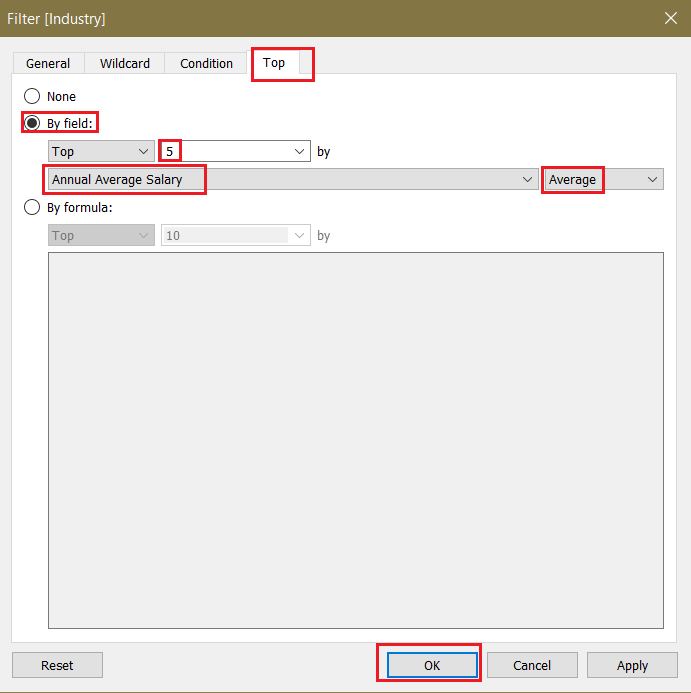 Filter [Industry]
General Wildcard Condition Top
None
By field:
Top 5 by
Annual Average Salary Average
By formula:
Top 10 by
Reset OK Cancel Apply